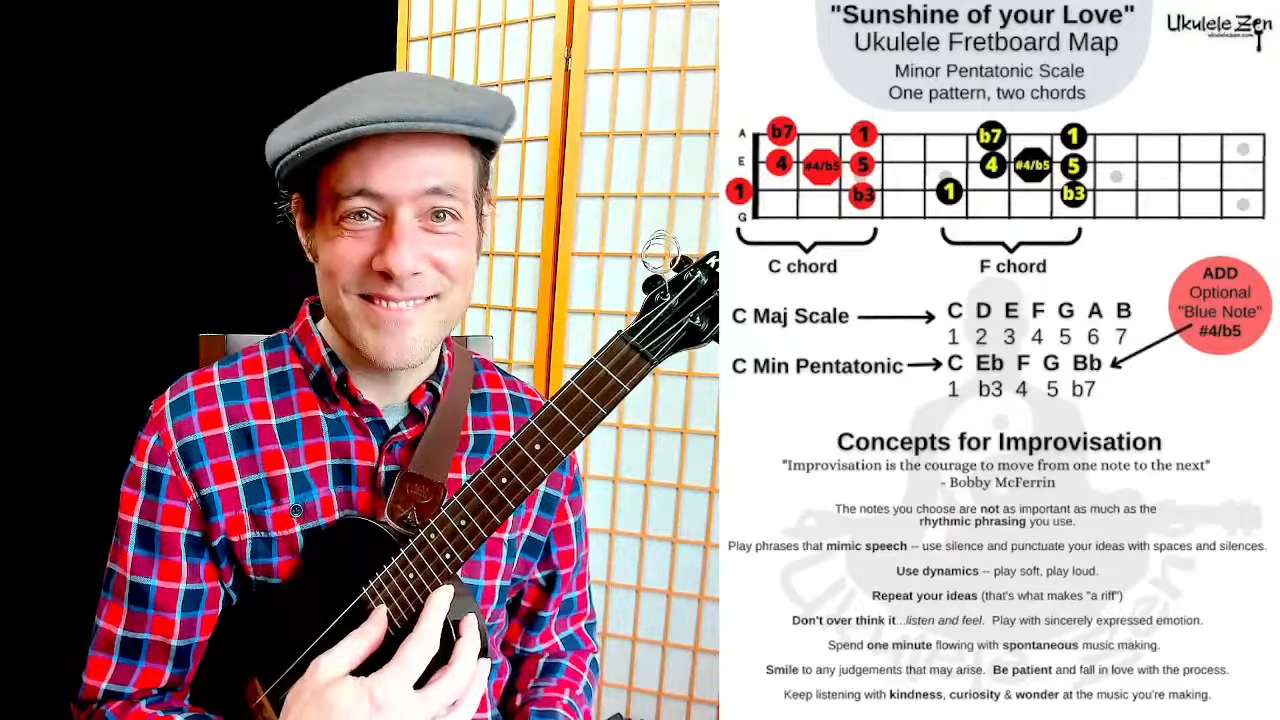 "Sunshine of your Love"
Ukulele Fretboard Map
Ukulele Zen
ukulelezen.com
Minor Pentatonic Scale
One pattern, two chords
A b7 1 b7 1
E 4 #4/b5 5 4 #4/b5 5
1 b3 1 b3
G
C chord F chord
ADD
Optional
"Blue Note"
#4/b5
C Maj Scale C D E F G A B
1 2 3 4 5 6 7
C Min Pentatonic C Eb F G Bb
1 b3 4 5 b7
Concepts for Improvisation
"Improvisation is the courage to move from one note to the next"
- Bobby McFerrin
The notes you choose are not as important as much as the
rhythmic phrasing you use.
Play phrases that mimic speech -- use silence and punctuate your ideas with spaces and silences.
Use dynamics -- play soft, play loud.
Repeat your ideas (that's what makes "a riff")
Don't over think it...listen and feel. Play with sincerely expressed emotion.
Spend one minute flowing with spontaneous music making.
Smile to any judgements that may arise. Be patient and fall in love with the process.
Keep listening with kindness, curiosity & wonder at the music you're making.